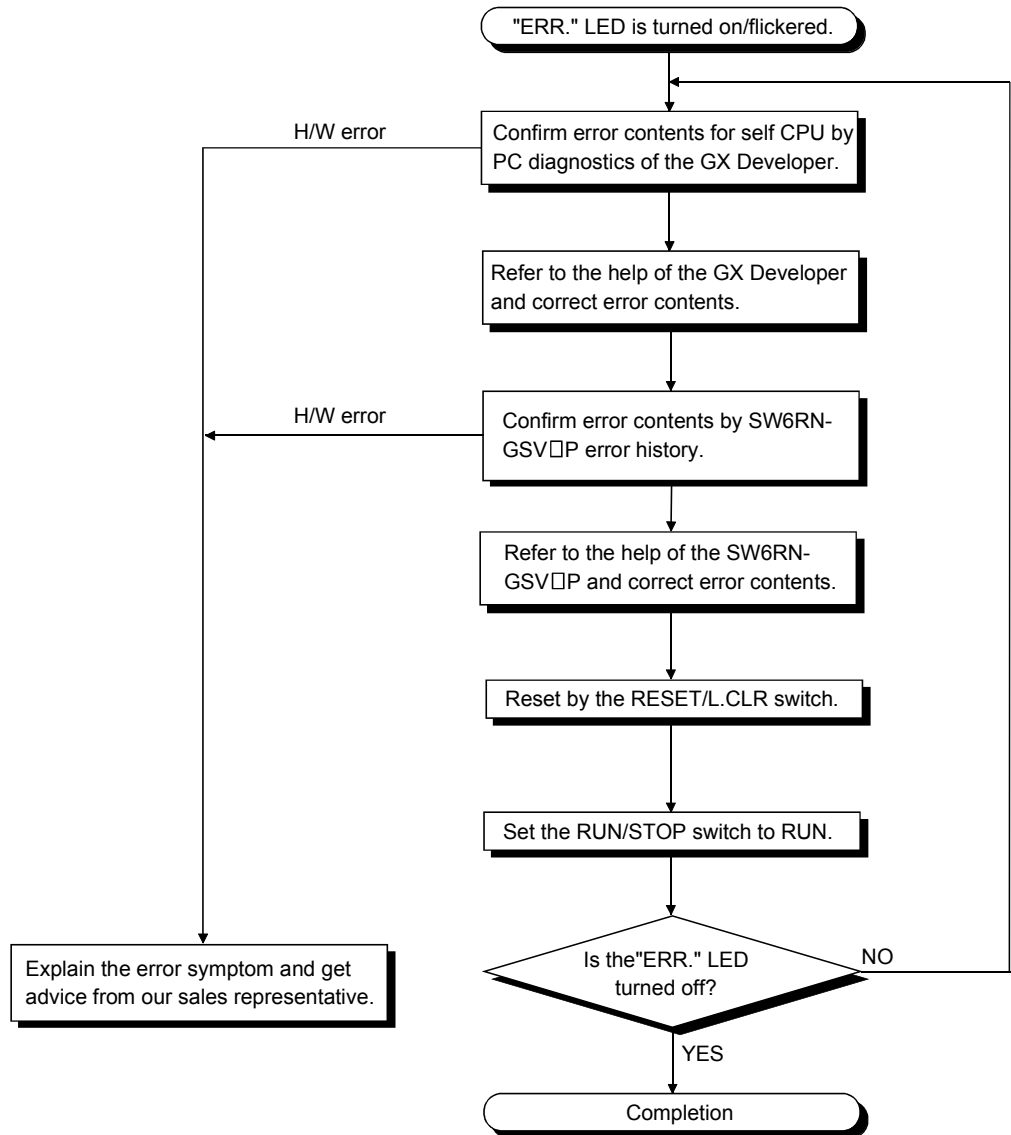 "ERR." LED is turned on/flickered.
H/W error
Confirm error contents for self CPU by
PC diagnostics of the GX Developer.
Refer to the help of the GX Developer
and correct error contents.
H/W error
Confirm error contents by SW6RN-
GSV□P error history.
Refer to the help of the SW6RN-
GSV□P and correct error contents.
Reset by the RESET/L.CLR switch.
Set the RUN/STOP switch to RUN.
Is the"ERR." LED
turned off?
NO
Explain the error symptom and get
advice from our sales representative.
YES
Completion